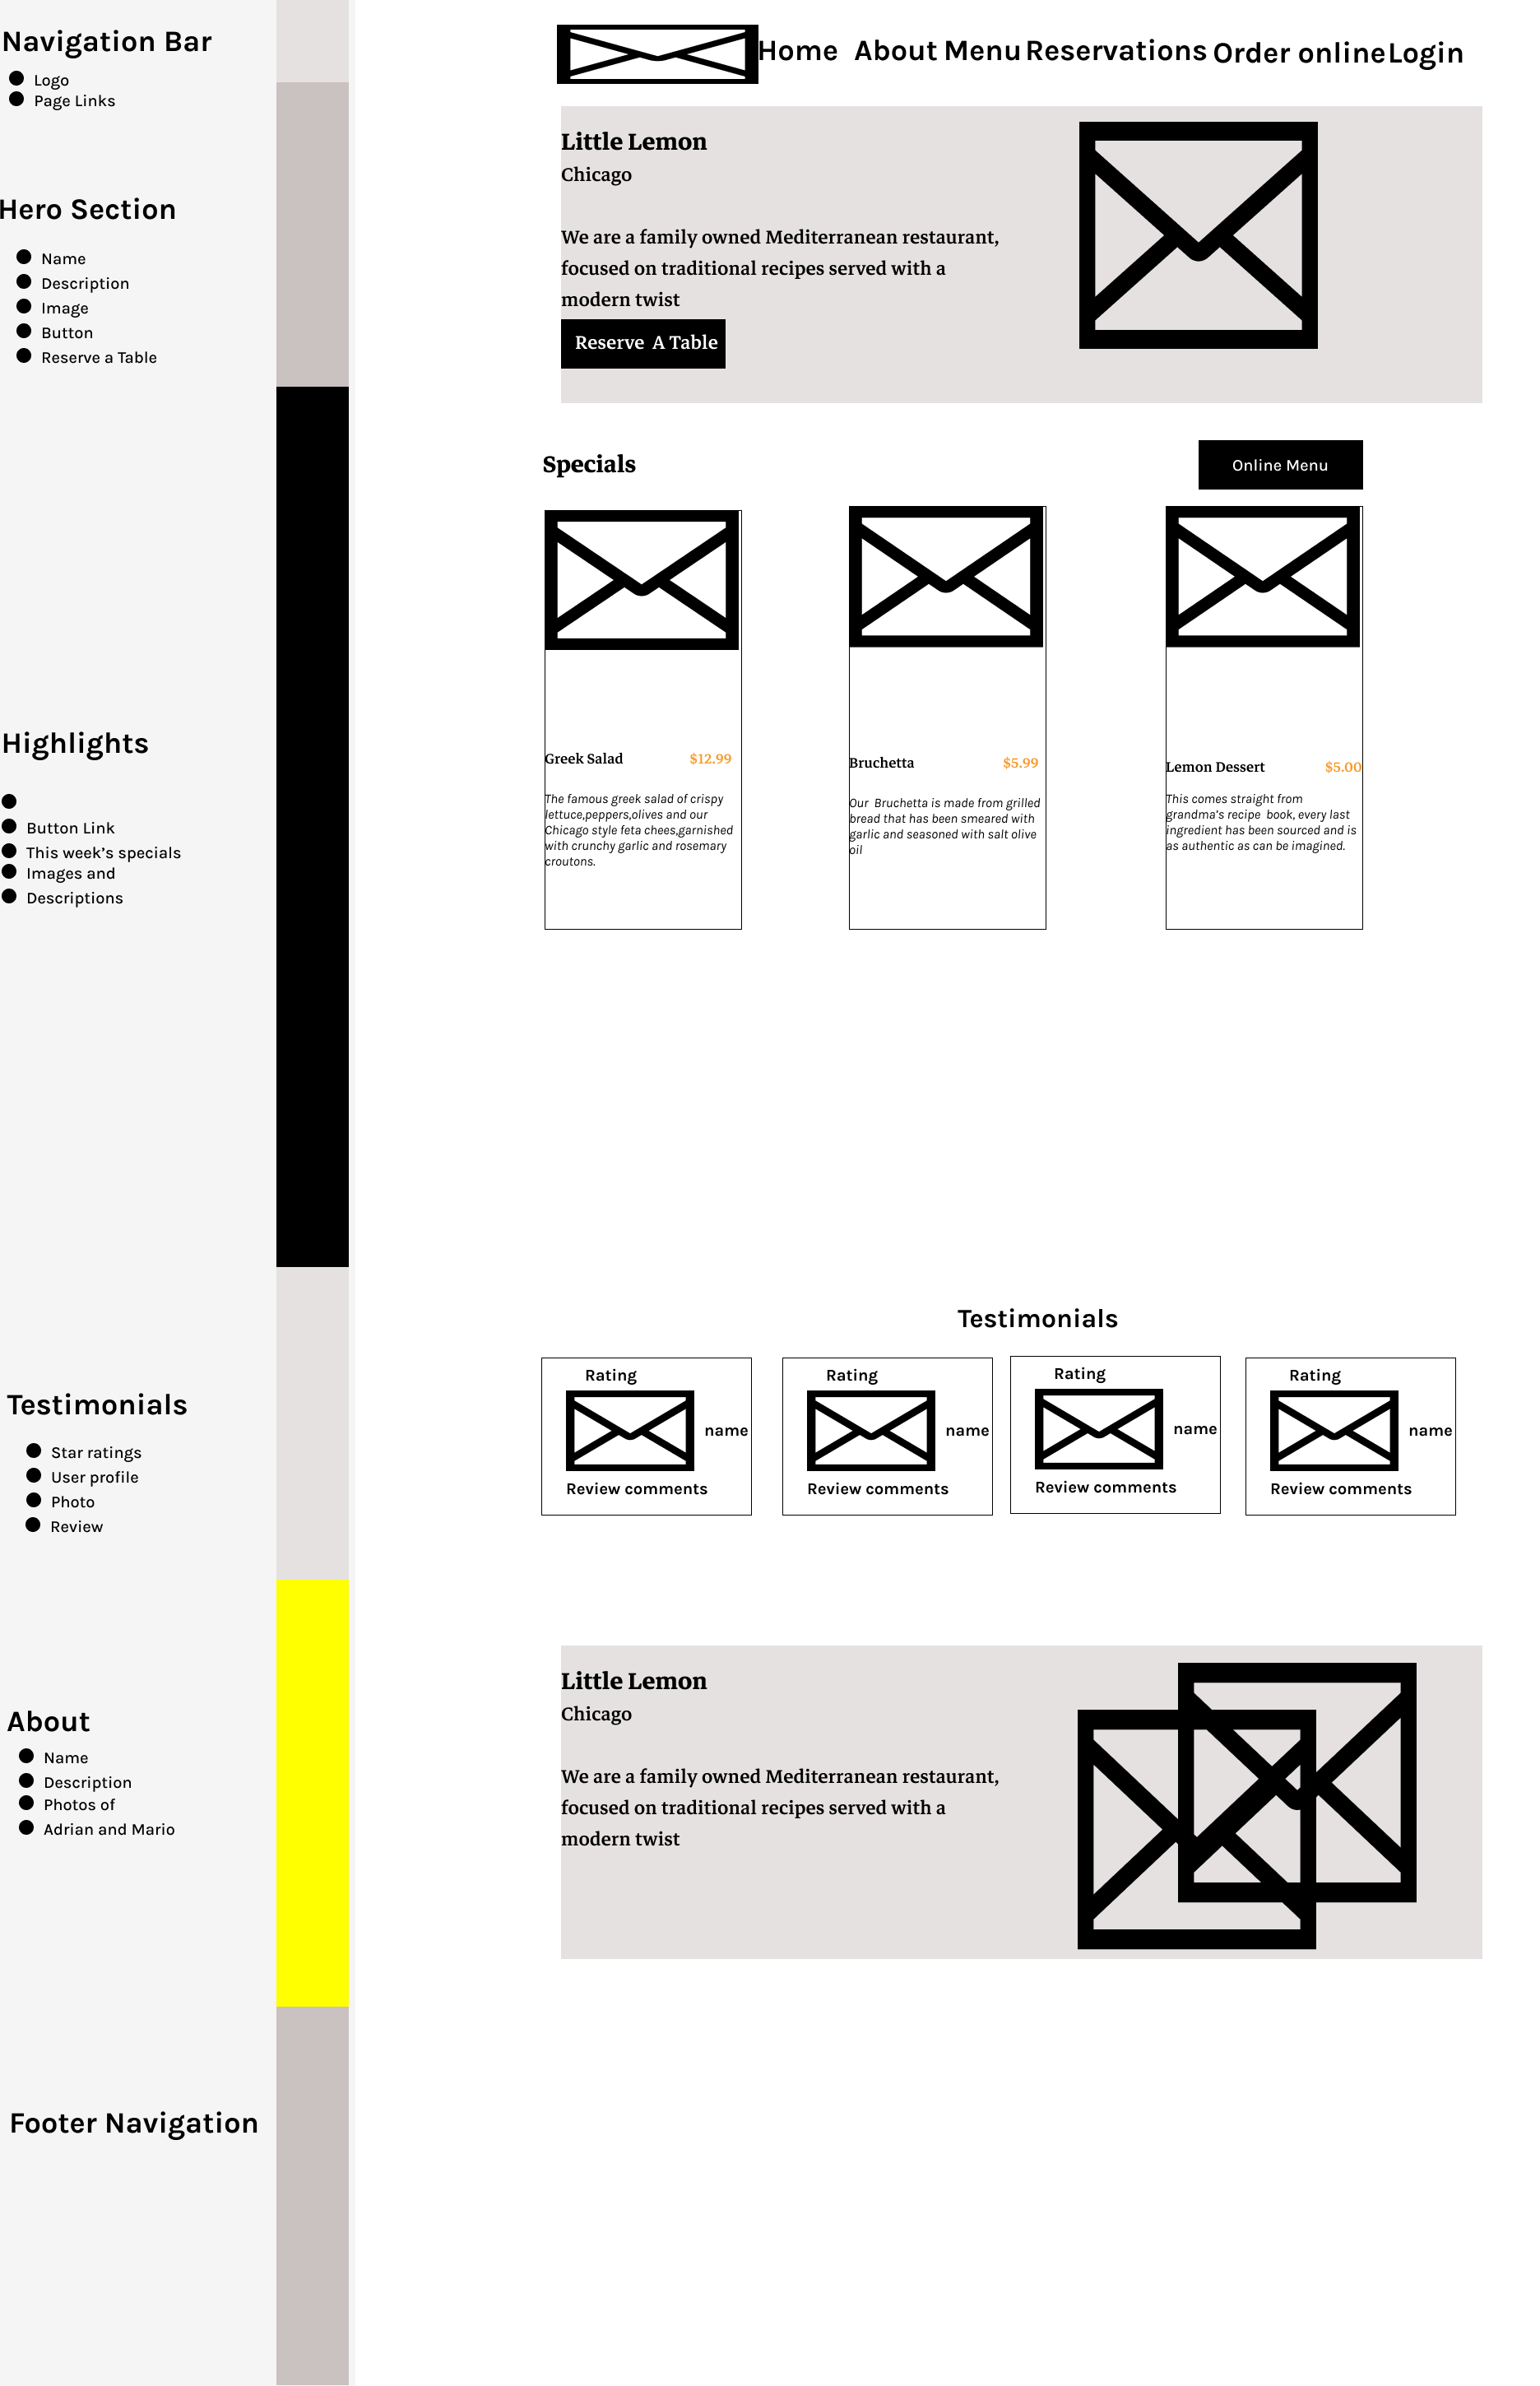 Navigation Bar
Logo
Page Links
Hero Section
Name
Description
Image
Button
Reserve a Table
Highlights
Button Link
This week's specials
Images and
Descriptions
Testimonials
Star ratings
User profile
Photo
Review
About
Name
Description
Photos of
Adrian and Mario
Footer Navigation
Home About Menu Reservations Order online Login
Little Lemon
Chicago
We are a family owned Mediterranean restaurant,
focused on traditional recipes served with a
modern twist
Reserve A Table
Specials
Online Menu
Greek Salad $12.99
The famous greek salad of crispy
lettuce,peppers,olives and our
Chicago style feta chees,garnished
with crunchy garlic and rosemary
croutons.
Bruchetta $5.99
Our Bruchetta is made from grilled
bread that has been smeared with
garlic and seasoned with salt olive
oil
Lemon Dessert $5.00
This comes straight from
grandma's recipe book, every last
ingredient has been sourced and is
as authentic as can be imagined.
Testimonials
Rating
name
Review comments
Rating
name
Review comments
Rating
name
Review comments
Rating
name
Review comments
Little Lemon
Chicago
We are a family owned Mediterranean restaurant,
focused on traditional recipes served with a
modern twist